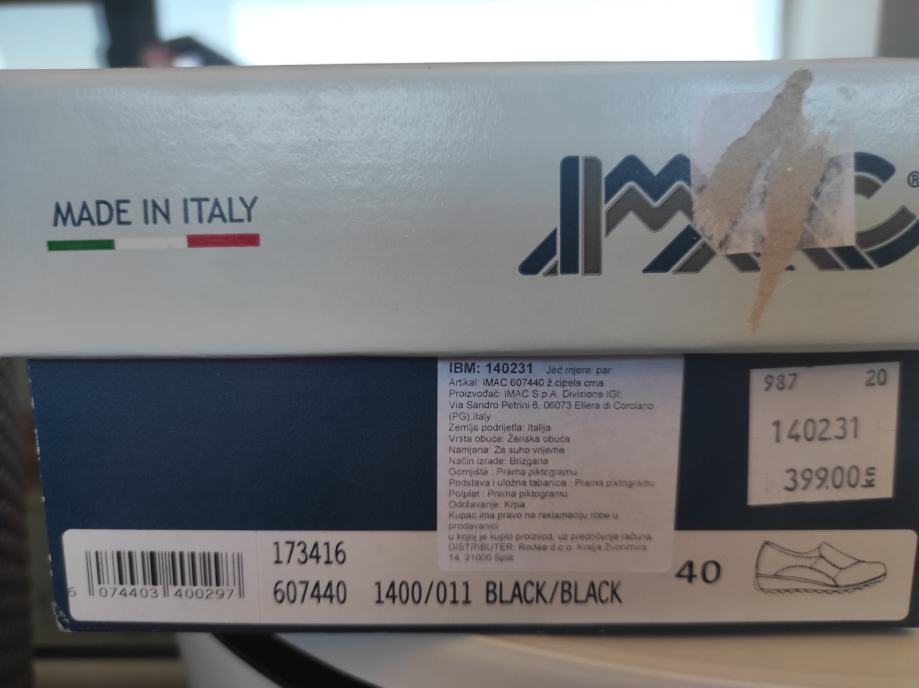 MADE IN ITALY
IMAC®
IBM: 140231 Jed.mjere: par
Artikal: IMAC 607440 ž.cipela crna
Proizvođač: IMAC S.p.A. Divisione IGI;
Via Sandro Petrini 6, 06073 Ellera di Corciano
(PG),Italy
Zemlja podrijetla: Italija
Vrsta obuće: Ženska obuća
Namjena: Za suho vrijeme
Način izrade: Brizgana
Gornjište : Prema piktogramu
Podstava i uložna tabanica : Prema piktogramu
Potplat : Prema piktogramu
Održavanje: Krpa
Kupac ima pravo na reklamaciju robe u
prodavanici
u kojoj je kupio proizvod, uz predočenje računa.
DISTRIBUTER: Rodea d.o.o. Kralja Zvonimira
14, 21000 Split
987 20
140231
399.00 kn
074403 400297
173416
607440 1400/011 BLACK/BLACK
40